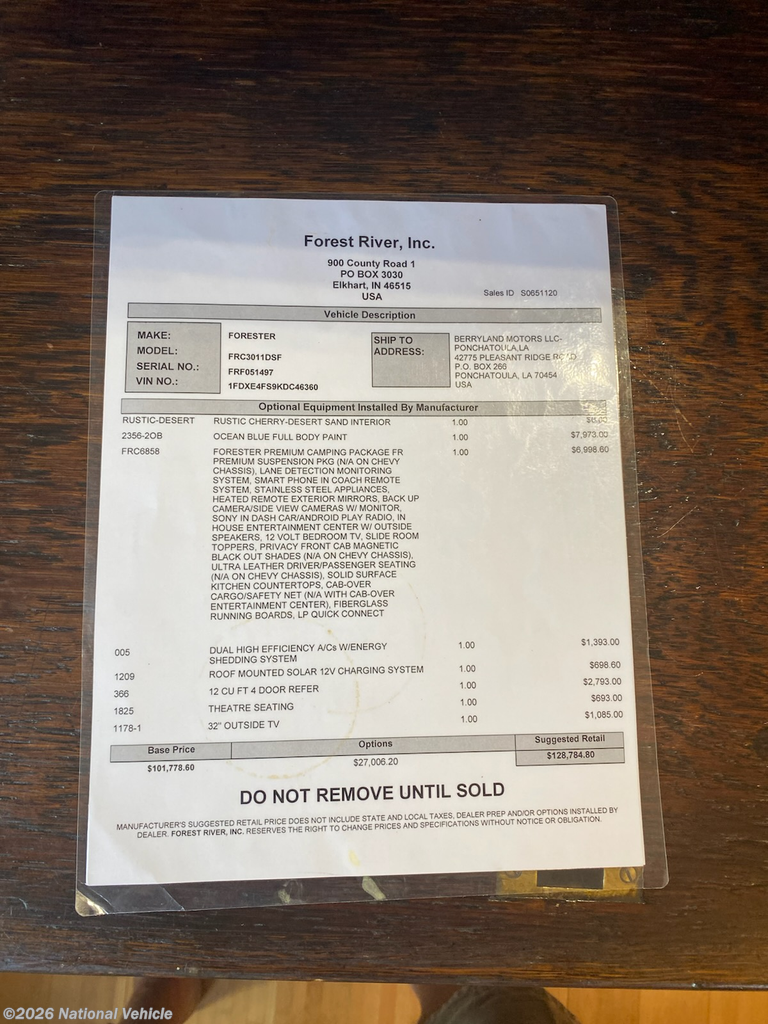 Forest River, Inc.
900 County Road 1
PO BOX 3030
Elkhart, IN 46515
USA
Sales ID S0651120
Vehicle Description
MAKE: FORESTER
MODEL: FRC3011DSF
SERIAL NO.: FRF051497
VIN NO.: 1FDXE4FS9KDC46360
SHIP TO
ADDRESS:
BERRYLAND MOTORS LLC-
PONCHATOULA,LA
42775 PLEASANT RIDGE ROAD
P.O. BOX 266
PONCHATOULA, LA 70454
USA
Optional Equipment Installed By Manufacturer
RUSTIC-DESERT RUSTIC CHERRY-DESERT SAND INTERIOR 1.00 $0.00
2356-2OB OCEAN BLUE FULL BODY PAINT 1.00 $7,973.00
FRC6858 FORESTER PREMIUM CAMPING PACKAGE FR 1.00 $6,998.60
PREMIUM SUSPENSION PKG (N/A ON CHEVY
CHASSIS), LANE DETECTION MONITORING
SYSTEM, SMART PHONE IN COACH REMOTE
SYSTEM, STAINLESS STEEL APPLIANCES,
HEATED REMOTE EXTERIOR MIRRORS, BACK UP
CAMERA/SIDE VIEW CAMERAS W/ MONITOR,
SONY IN DASH CAR/ANDROID PLAY RADIO, IN
HOUSE ENTERTAINMENT CENTER W/ OUTSIDE
SPEAKERS, 12 VOLT BEDROOM TV, SLIDE ROOM
TOPPERS, PRIVACY FRONT CAB MAGNETIC
BLACK OUT SHADES (N/A ON CHEVY CHASSIS),
ULTRA LEATHER DRIVER/PASSENGER SEATING
(N/A ON CHEVY CHASSIS), SOLID SURFACE
KITCHEN COUNTERTOPS, CAB-OVER
CARGO/SAFETY NET (N/A WITH CAB-OVER
ENTERTAINMENT CENTER), FIBERGLASS
RUNNING BOARDS, LP QUICK CONNECT
005 DUAL HIGH EFFICIENCY A/Cs W/ENERGY 1.00 $1,393.00
SHEDDING SYSTEM
1209 ROOF MOUNTED SOLAR 12V CHARGING SYSTEM 1.00 $698.60
366 12 CU FT 4 DOOR REFER 1.00 $2,793.00
1825 THEATRE SEATING 1.00 $693.00
1178-1 32" OUTSIDE TV 1.00 $1,085.00
Base Price Options Suggested Retail
$101,778.60 $27,006.20 $128,784.80
DO NOT REMOVE UNTIL SOLD
MANUFACTURER'S SUGGESTED RETAIL PRICE DOES NOT INCLUDE STATE AND LOCAL TAXES, DEALER PREP AND/OR OPTIONS INSTALLED BY
DEALER. FOREST RIVER, INC. RESERVES THE RIGHT TO CHANGE PRICES AND SPECIFICATIONS WITHOUT NOTICE OR OBLIGATION.
©2026 National Vehicle